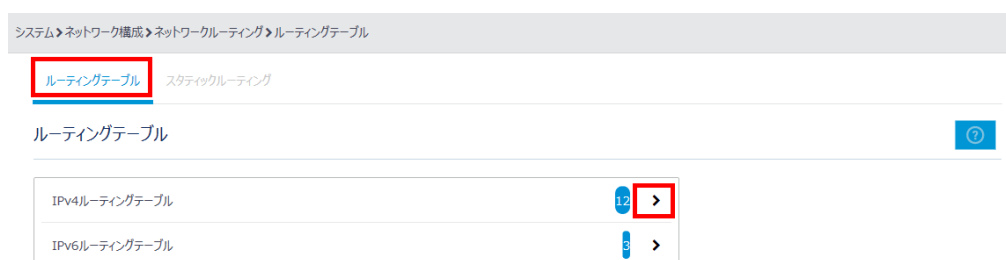 システム>ネットワーク構成>ネットワークルーティング>ルーティングテーブル
ルーティングテーブル スタティックルーティング
ルーティングテーブル ?
IPv4ルーティングテーブル 12 >
IPv6ルーティングテーブル 3 >